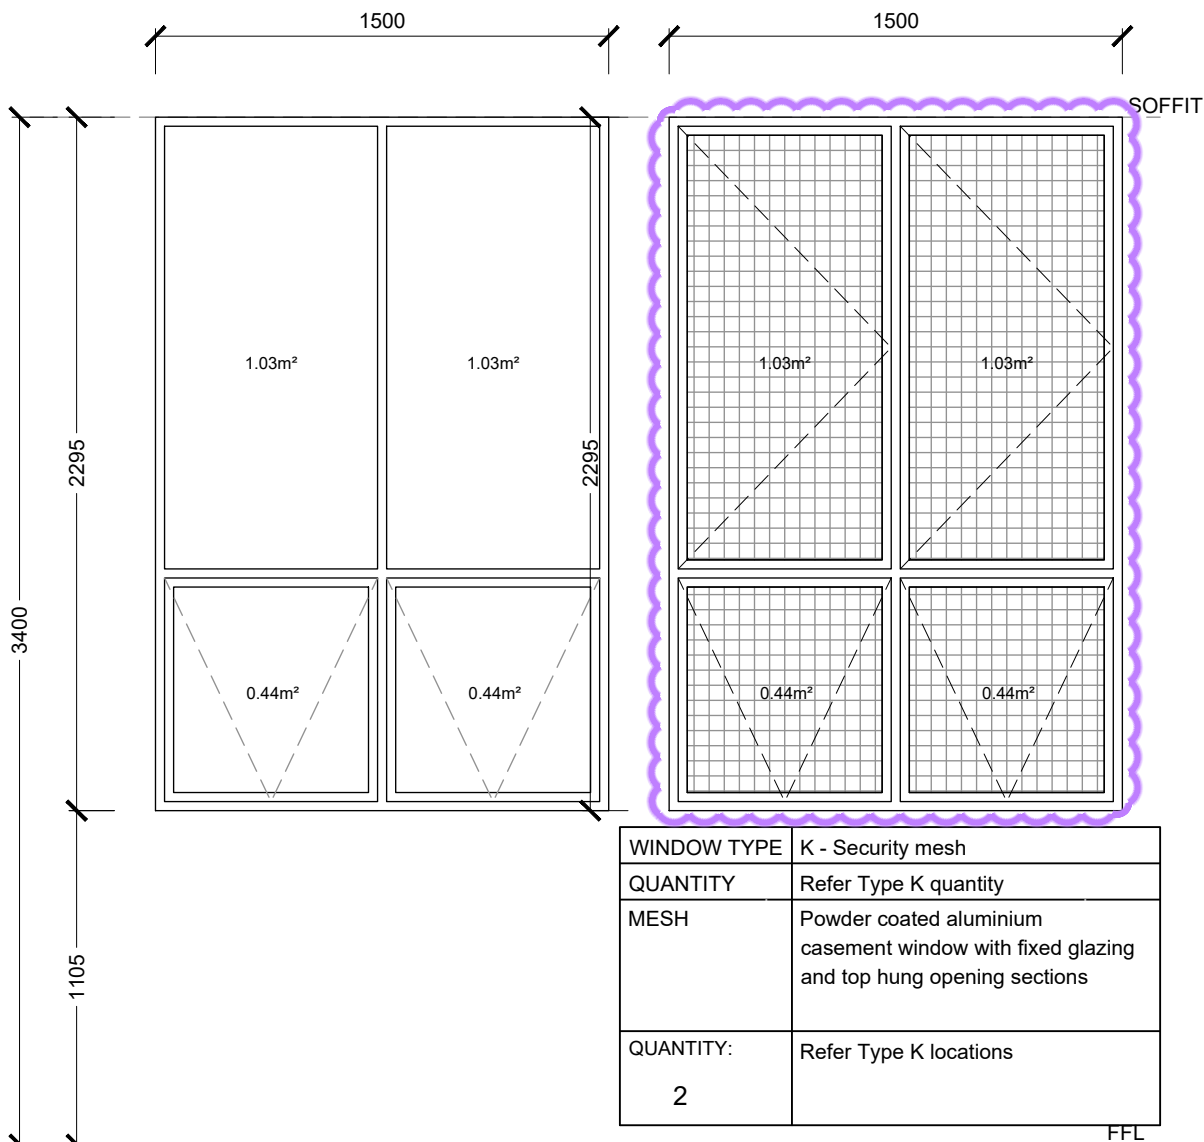 1500
1500
SOFFIT
1.03m²
1.03m²
1.03m²
1.03m²
2295
2295
3400
0.44m²
0.44m²
0.44m²
0.44m²
WINDOW TYPE K - Security mesh
QUANTITY Refer Type K quantity
MESH Powder coated aluminium
casement window with fixed glazing
and top hung opening sections
1105
QUANTITY: Refer Type K locations
2
FFL